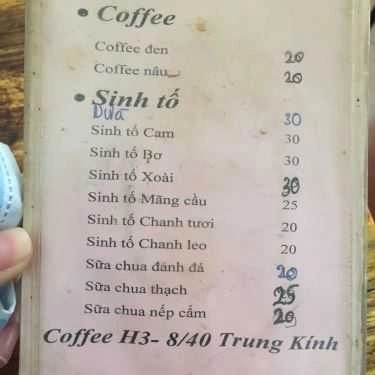 • Coffee
Coffee đen 20
Coffee nâu 20
• Sinh tố
Dưa 30
Sinh tố Cam 30
Sinh tố Bơ 30
Sinh tố Xoài 30
Sinh tố Mãng cầu 25
Sinh tố Chanh tươi 20
Sinh tố Chanh leo 20
Sữa chua đánh đá 20
Sữa chua thạch 25
Sữa chua nếp cẩm 20
Coffee H3- 8/40 Trung Kính